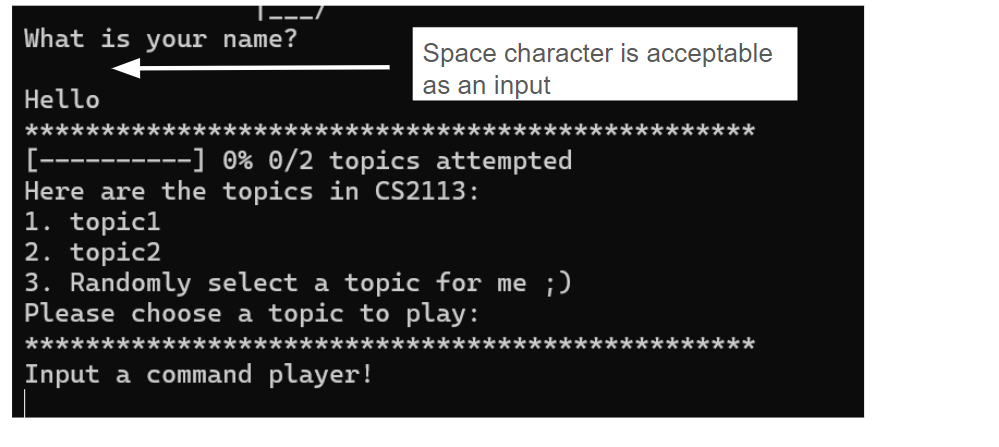 |___/
What is your name?
Space character is acceptable
as an input
Hello
************************************************
[----------] 0% 0/2 topics attempted
Here are the topics in CS2113:
1. topic1
2. topic2
3. Randomly select a topic for me ;)
Please choose a topic to play:
************************************************
Input a command player!